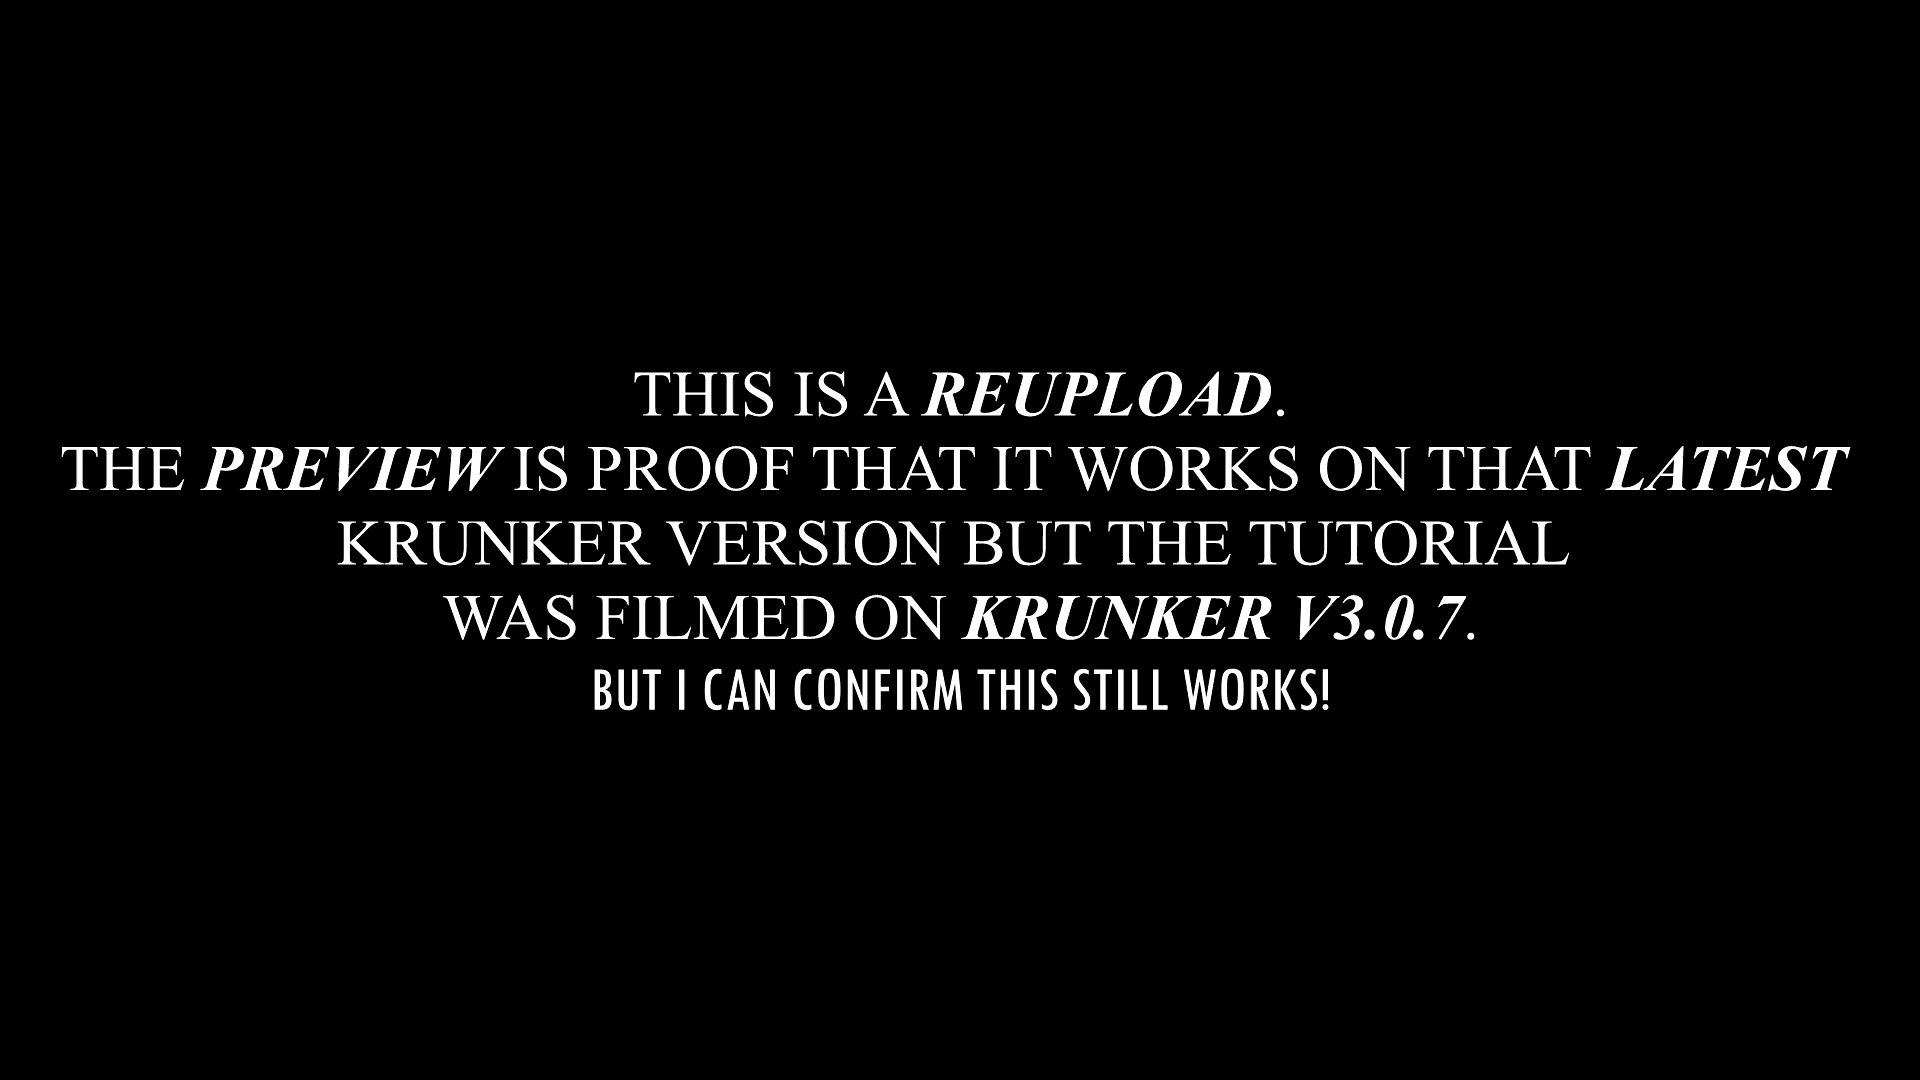 THIS IS A REUPLOAD.
THE PREVIEW IS PROOF THAT IT WORKS ON THAT LATEST
KRUNKER VERSION BUT THE TUTORIAL
WAS FILMED ON KRUNKER V3.0.7.
BUT I CAN CONFIRM THIS STILL WORKS!